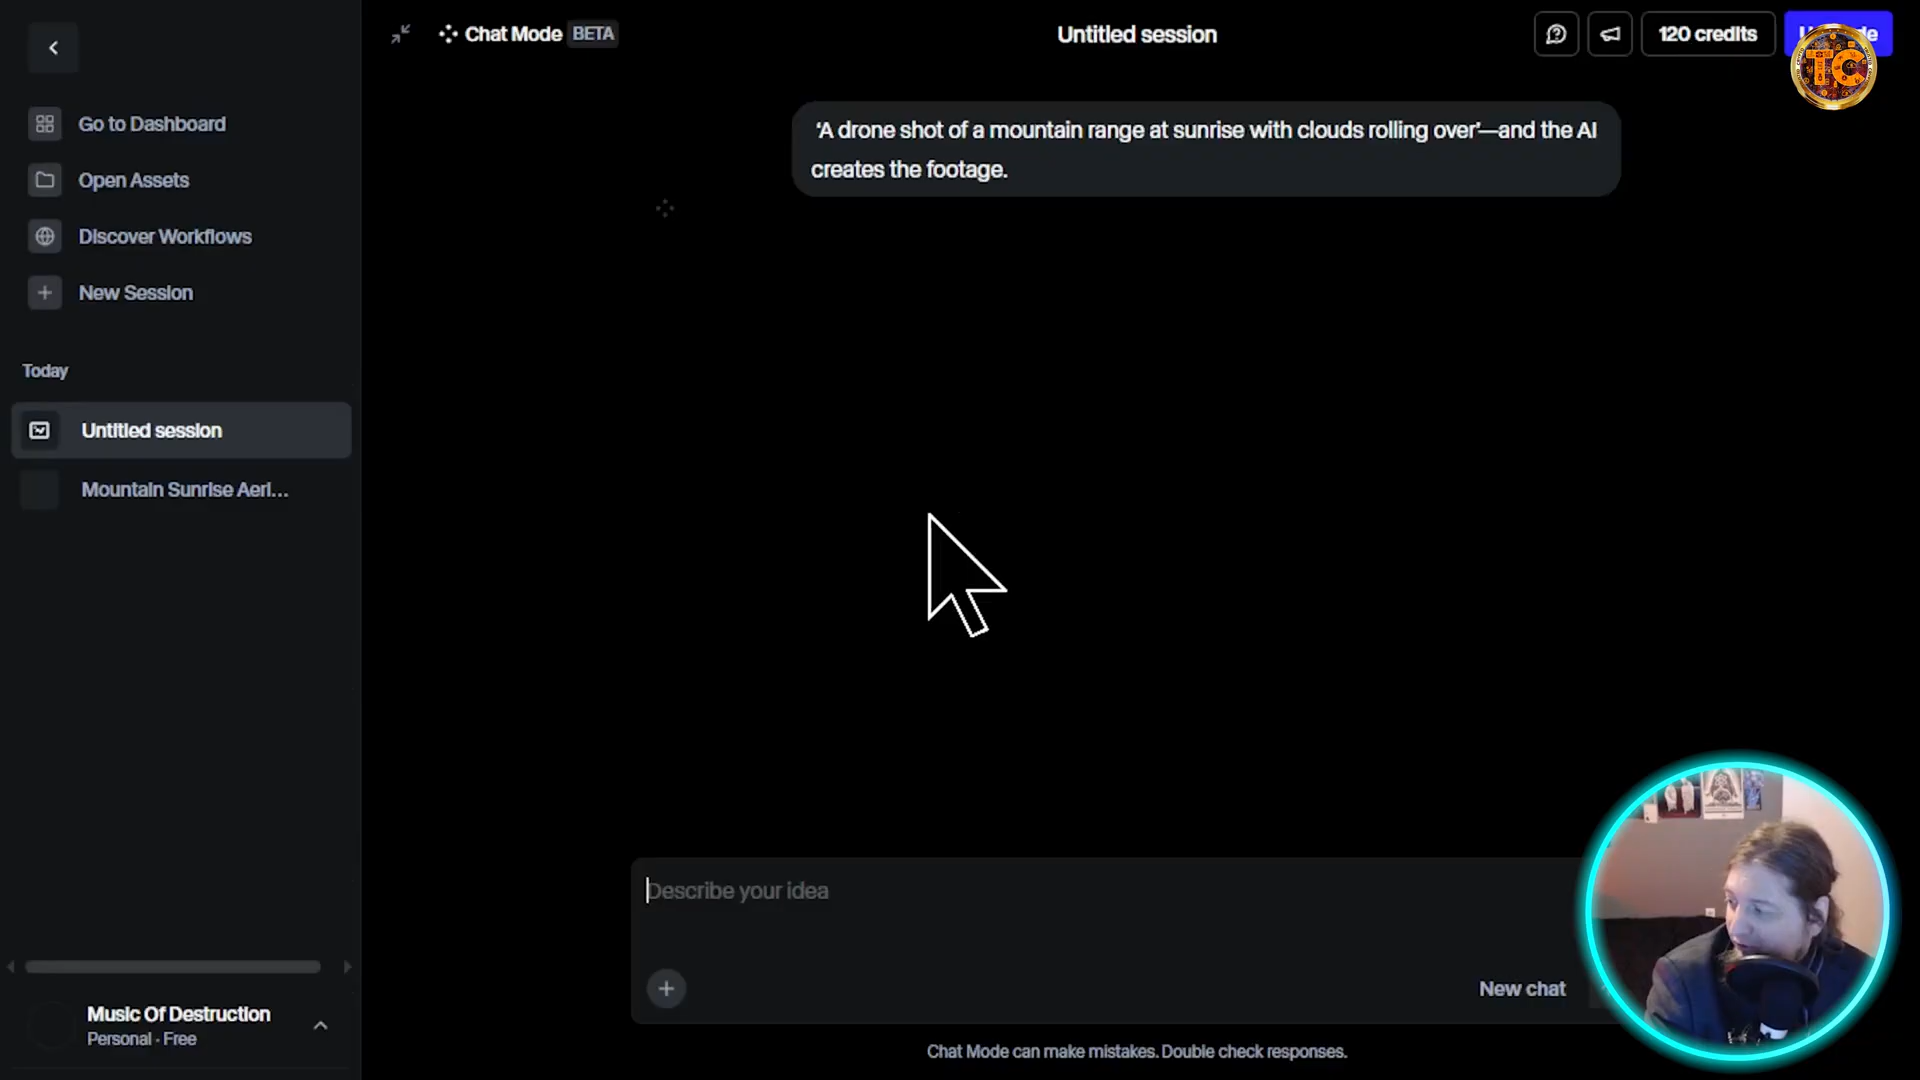 Chat Mode BETA
Untitled session
120 credits
TC
Go to Dashboard
Open Assets
Discover Workflows
New Session
Today
Untitled session
Mountain Sunrise Aeri...
‘A drone shot of a mountain range at sunrise with clouds rolling over’—and the AI
creates the footage.
Describe your idea
New chat
Chat Mode can make mistakes. Double check responses.
Music Of Destruction
Personal - Free